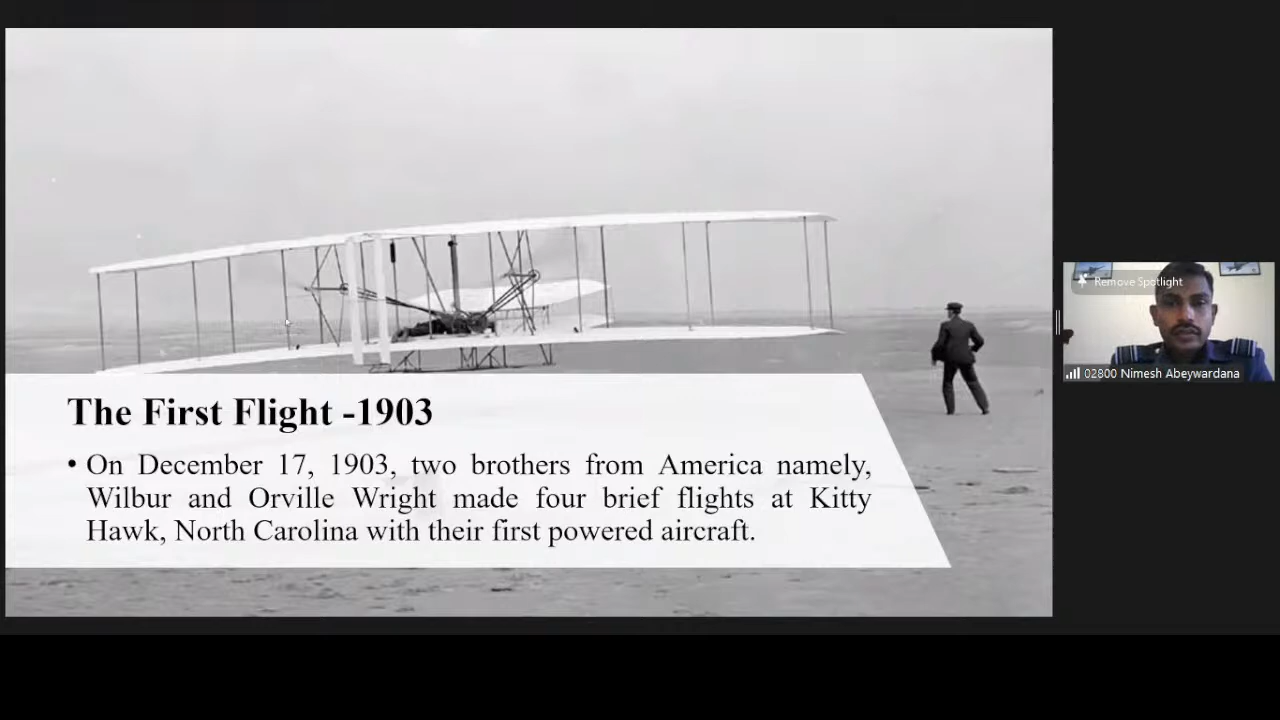 The First Flight -1903
• On December 17, 1903, two brothers from America namely,
Wilbur and Orville Wright made four brief flights at Kitty
Hawk, North Carolina with their first powered aircraft.
Remove Spotlight
02800 Nimesh Abeywardana